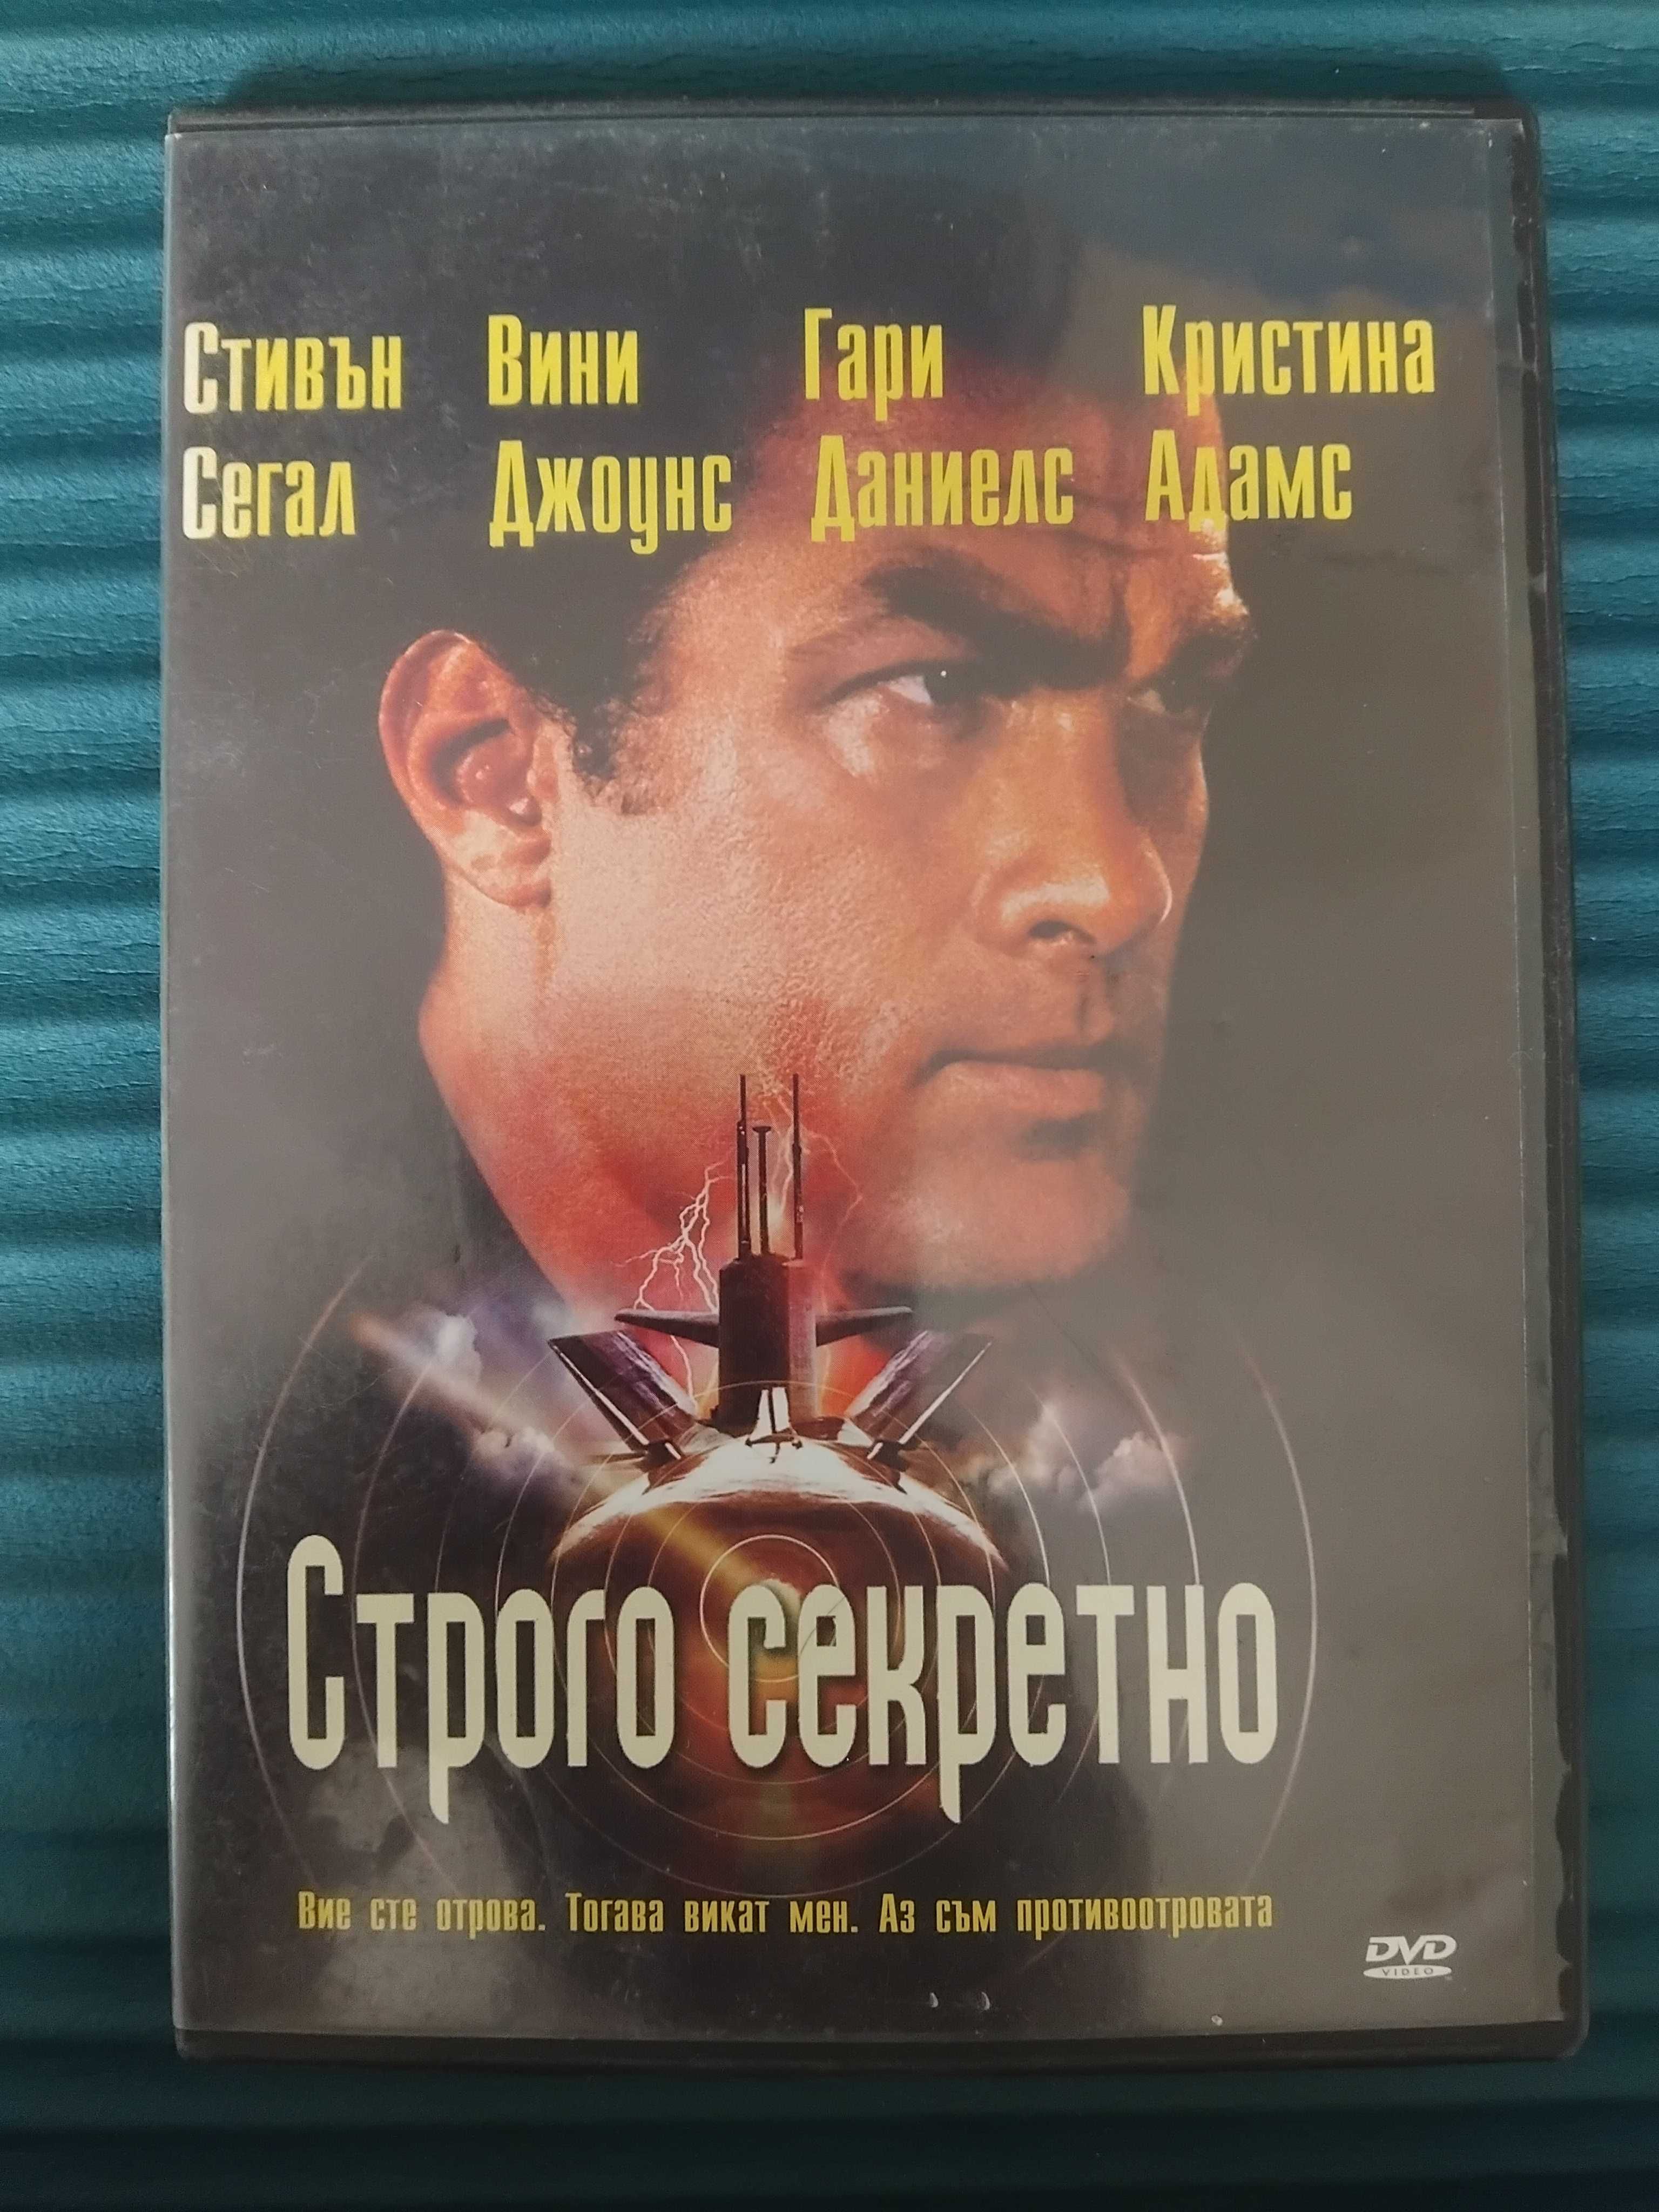 Стивън Вини Гари Кристина
Сегал Джоунс Даниелс Адамс
Строго секретно
Вие сте отрова. Тогава викат мен. Аз съм противоотровата
DVD
VIDEO